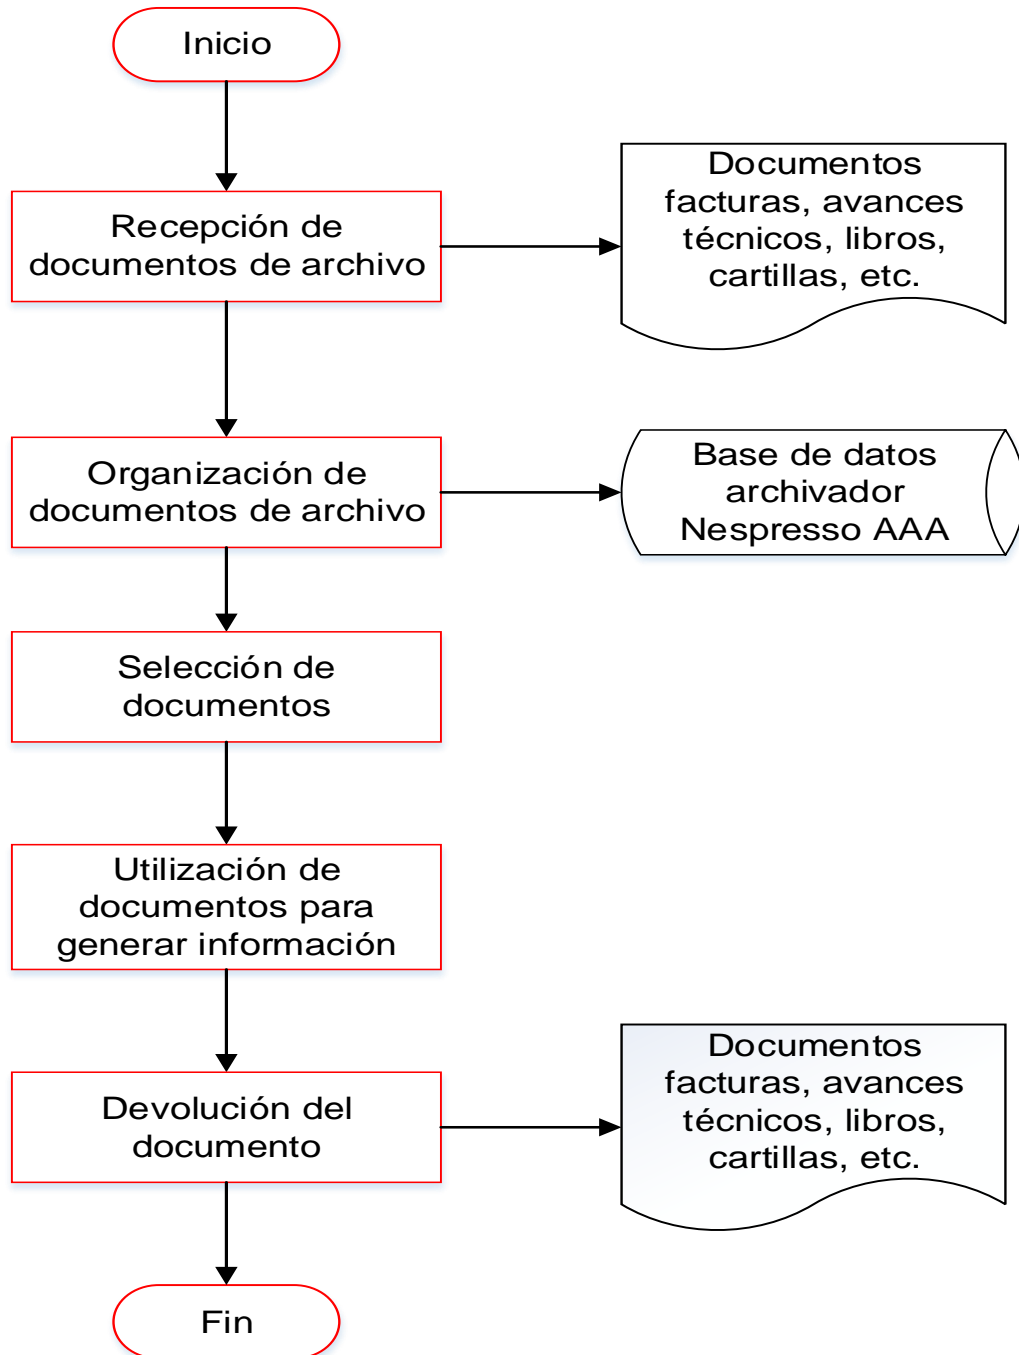 Inicio
Recepción de
documentos de archivo
Documentos
facturas, avances
técnicos, libros,
cartillas, etc.
Organización de
documentos de archivo
Base de datos
archivador
Nespresso AAA
Selección de
documentos
Utilización de
documentos para
generar información
Devolución del
documento
Documentos
facturas, avances
técnicos, libros,
cartillas, etc.
Fin